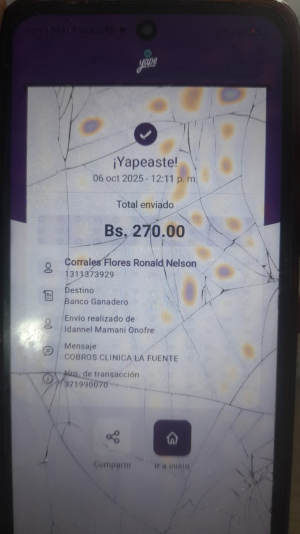 yape
¡Yapeaste!
06 oct 2025 - 12:11 p. m.
Total enviado
Bs. 270.00
Corrales Flores Ronald Nelson
1311373929
Destino
Banco Ganadero
Envío realizado de
Idannel Mamani Onofre
Mensaje
COBROS CLINICA LA FUENTE
Nro. de transacción
371990070
Compartir
Ir a inicio